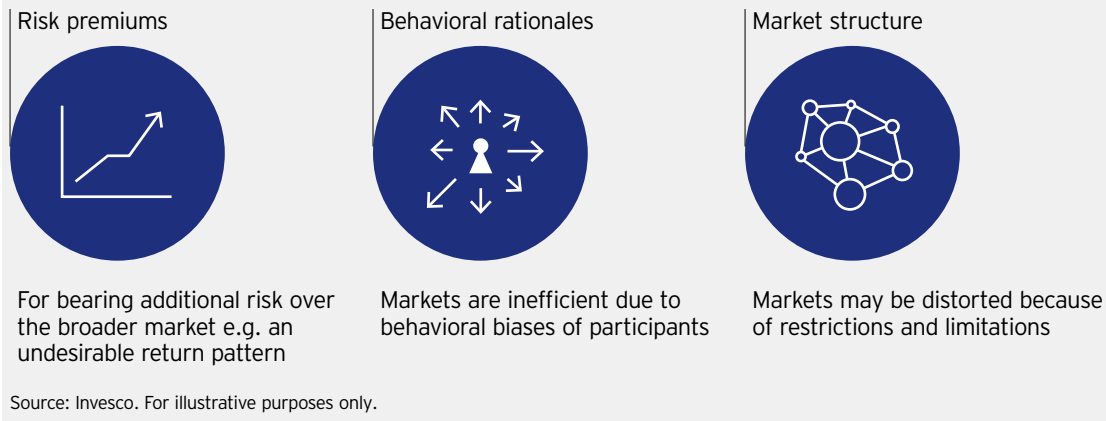 Risk premiums
Behavioral rationales
Market structure
For bearing additional risk over
the broader market e.g. an
undesirable return pattern
Markets are inefficient due to
behavioral biases of participants
Markets may be distorted because
of restrictions and limitations
Source: Invesco. For illustrative purposes only.